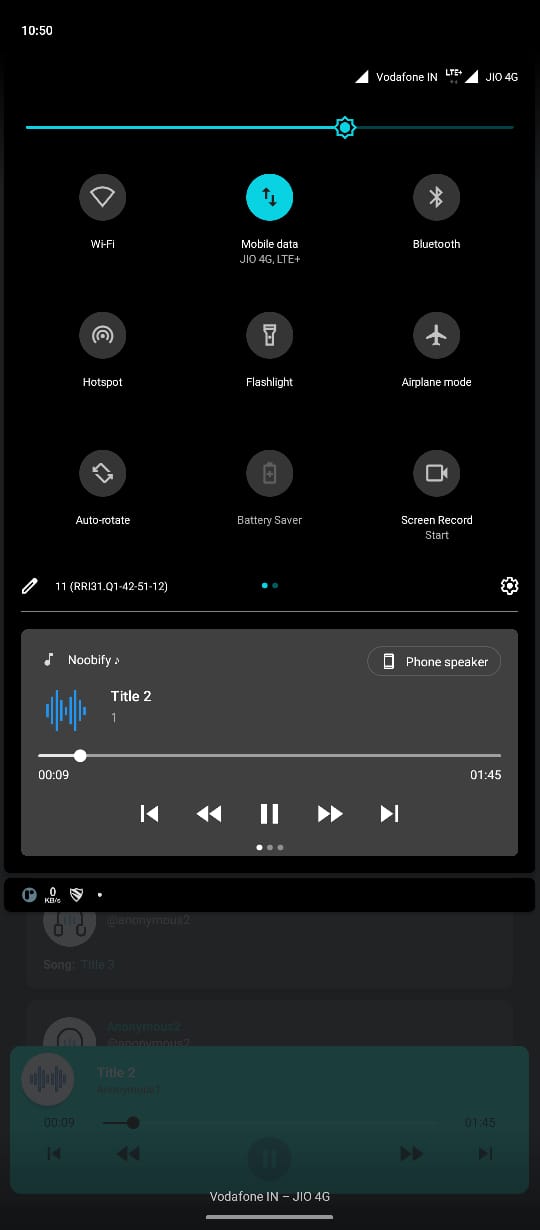 10:50
Vodafone IN LTE+ JIO 4G
Wi-Fi
Mobile data
JIO 4G, LTE+
Bluetooth
Hotspot
Flashlight
Airplane mode
Auto-rotate
Battery Saver
Screen Record
Start
11 (RRI31.Q1-42-51-12)
Noobify ♪
Phone speaker
Title 2
1
00:09
01:45
0
KB/s
@anonymous2
Song: Title 3
Anonymous2
@anonymous2
Title 2
Anonymous1
00:09
01:45
Vodafone IN – JIO 4G